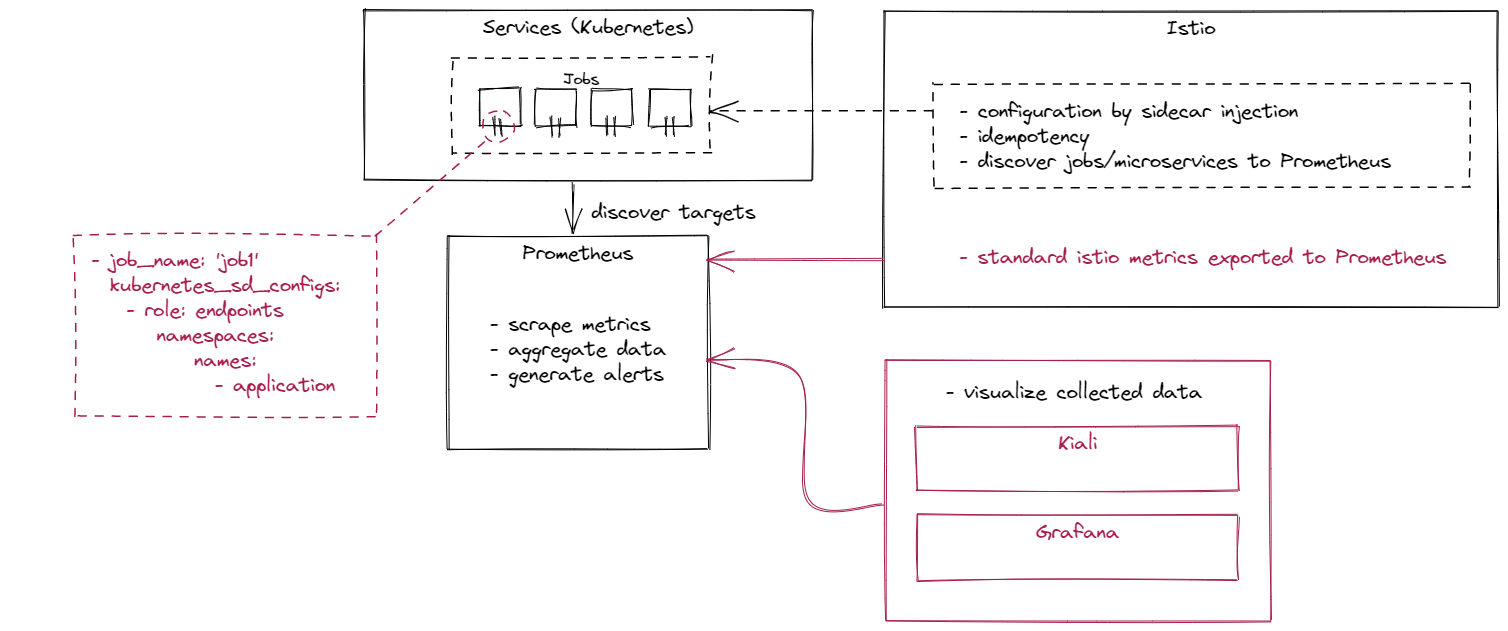 Services (Kubernetes)
Jobs
Istio
- configuration by sidecar injection
- idempotency
- discover jobs/microservices to Prometheus
- standard istio metrics exported to Prometheus
discover targets
Prometheus
- scrape metrics
- aggregate data
- generate alerts
- job_name: 'job1'
kubernetes_sd_configs:
- role: endpoints
namespaces:
names:
- application
- visualize collected data
Kiali
Grafana